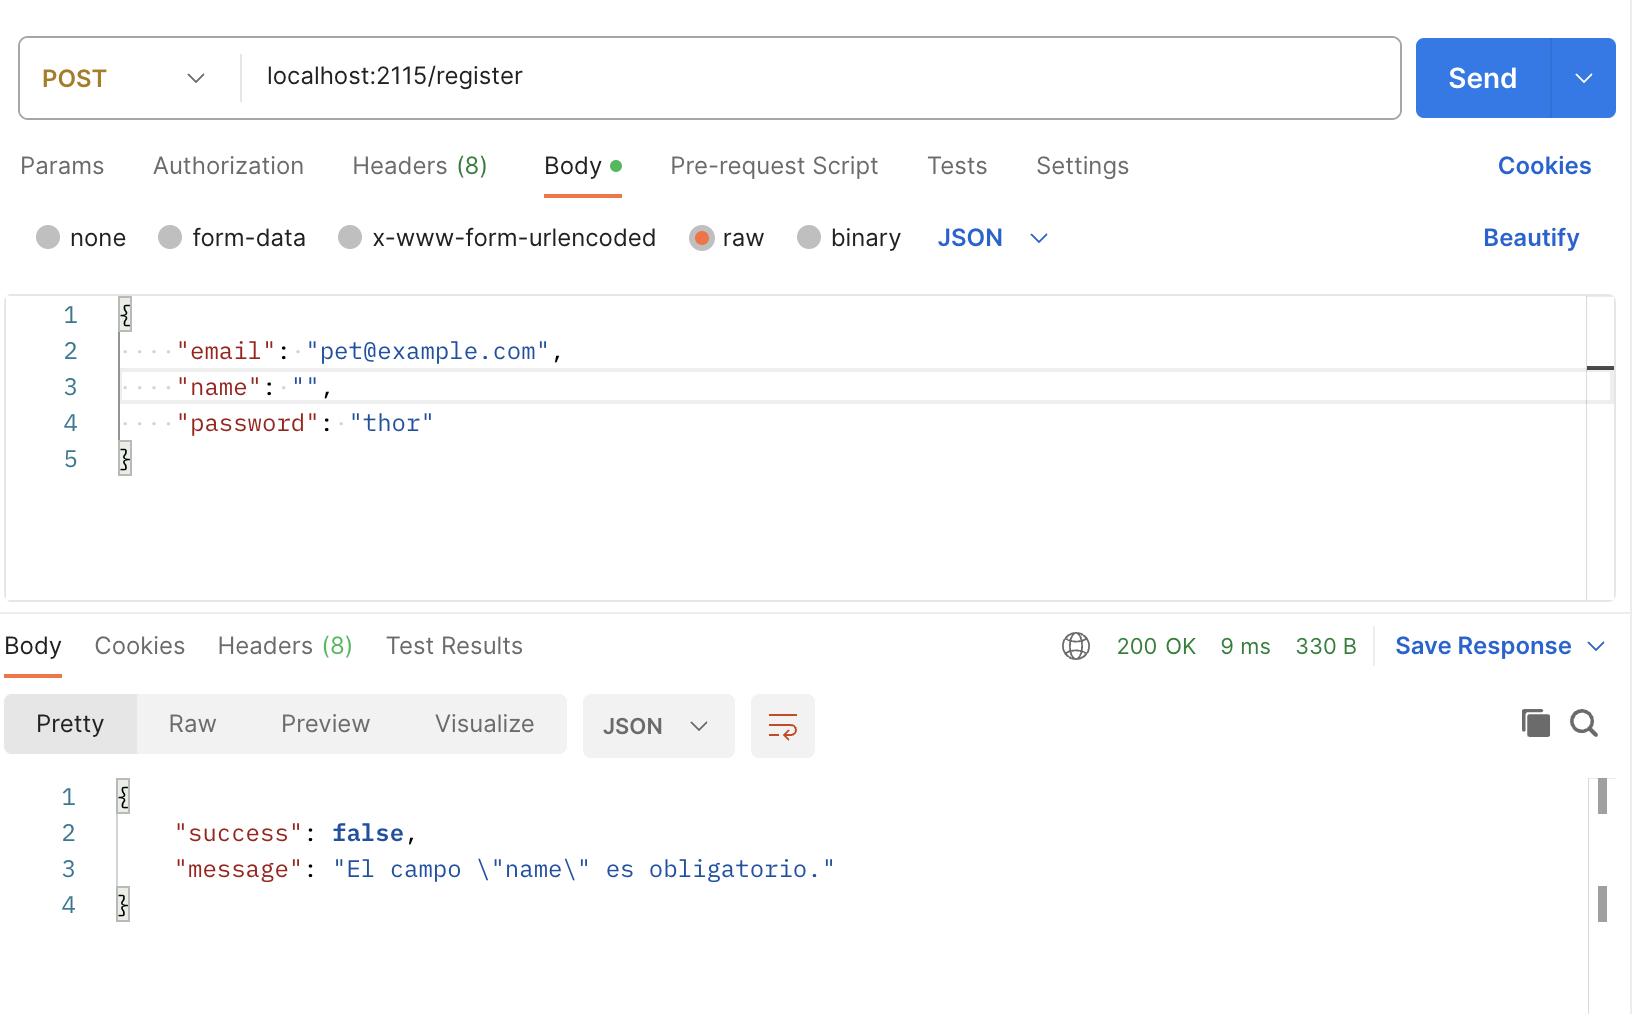 POST localhost:2115/register Send
Params Authorization Headers (8) Body Pre-request Script Tests Settings Cookies
none form-data x-www-form-urlencoded raw binary JSON Beautify
1 {
2 "email": "pet@example.com",
3 "name": "",
4 "password": "thor"
5 }
Body Cookies Headers (8) Test Results 200 OK 9 ms 330 B Save Response
Pretty Raw Preview Visualize JSON
1 {
2 "success": false,
3 "message": "El campo \"name\" es obligatorio."
4 }